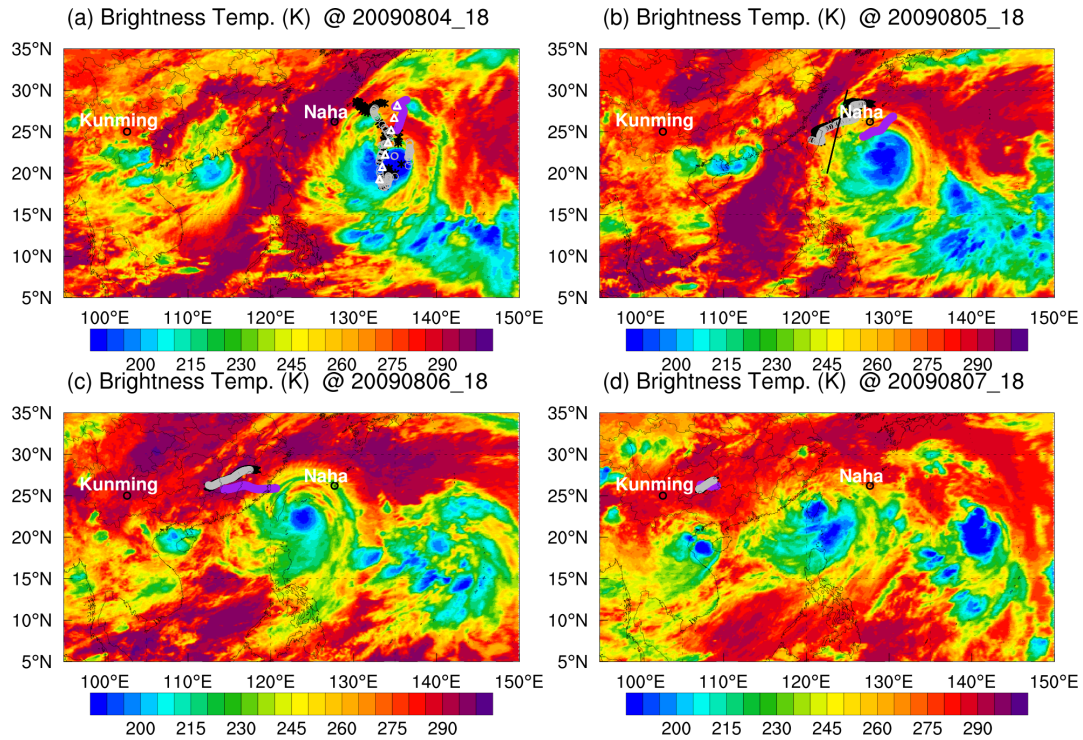 (a) Brightness Temp. (K) @ 20090804_18
(b) Brightness Temp. (K) @ 20090805_18
35°N
30°N
25°N
20°N
15°N
10°N
5°N
Kunming
Naha
100°E 110°E 120°E 130°E 140°E 150°E
200 215 230 245 260 275 290
35°N
30°N
25°N
20°N
15°N
10°N
5°N
Kunming
Naha
100°E 110°E 120°E 130°E 140°E 150°E
200 215 230 245 260 275 290
(c) Brightness Temp. (K) @ 20090806_18
(d) Brightness Temp. (K) @ 20090807_18
35°N
30°N
25°N
20°N
15°N
10°N
5°N
Kunming
Naha
100°E 110°E 120°E 130°E 140°E 150°E
200 215 230 245 260 275 290
35°N
30°N
25°N
20°N
15°N
10°N
5°N
Kunming
Naha
100°E 110°E 120°E 130°E 140°E 150°E
200 215 230 245 260 275 290